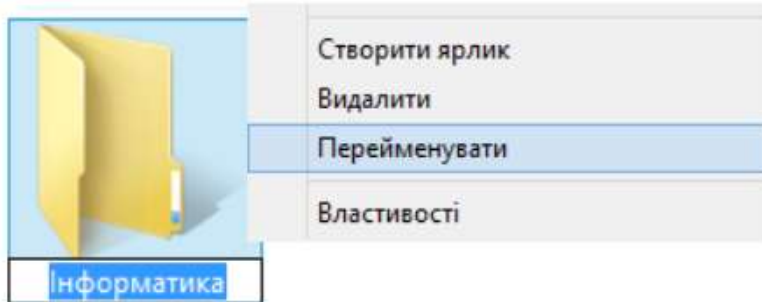 Створити ярлик
Видалити
Перейменувати
Властивості
Інформатика